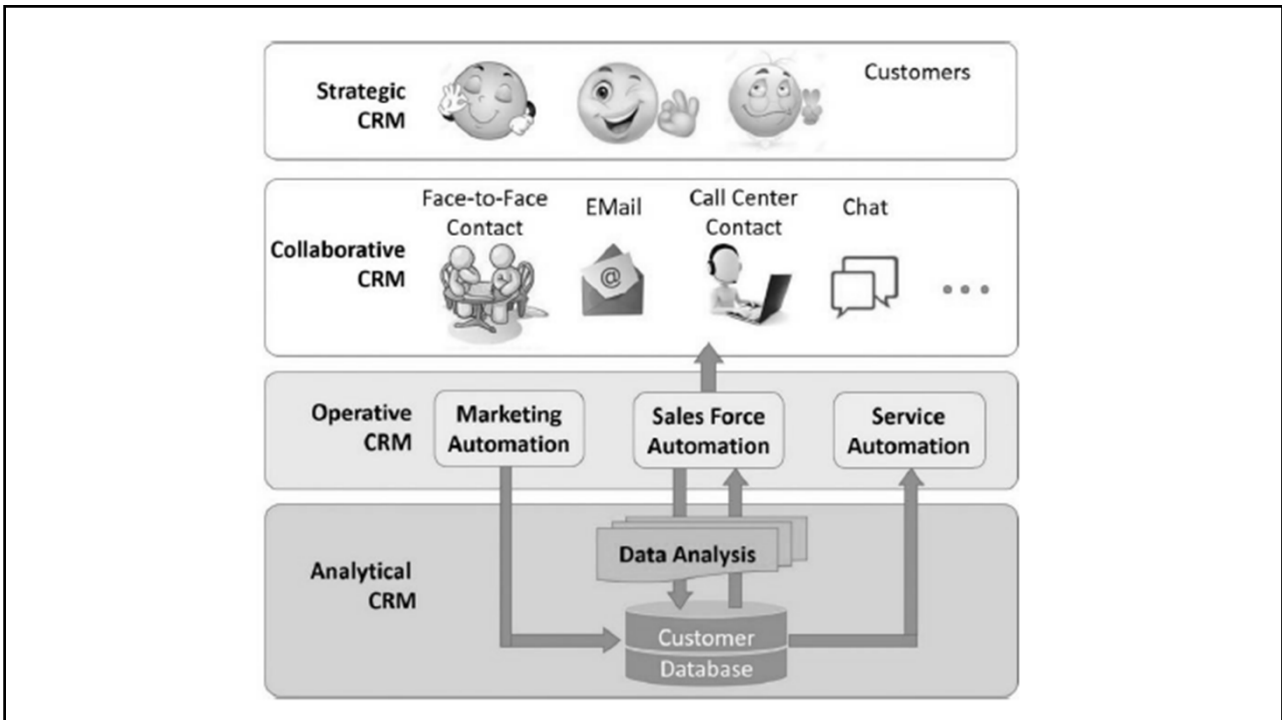 Strategic
CRM
Customers
Face-to-Face
Contact
EMail
Call Center
Contact
Chat
Collaborative
CRM
@
...
Operative
CRM
Marketing
Automation
Sales Force
Automation
Service
Automation
Analytical
CRM
Data Analysis
Customer
Database